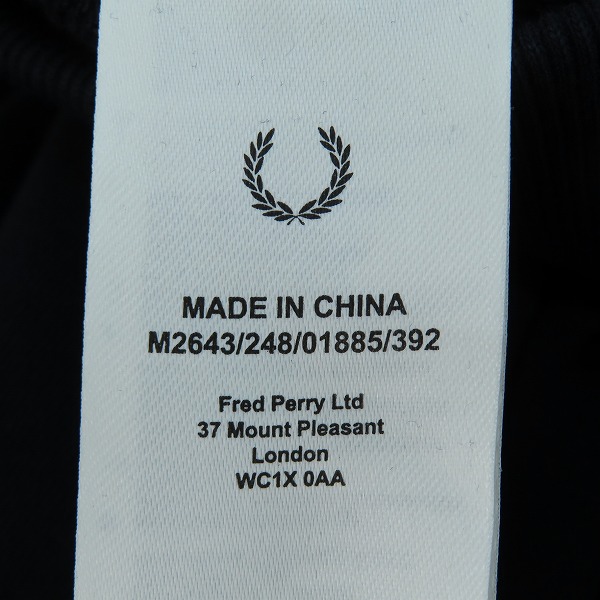 MADE IN CHINA
M2643/248/01885/392
Fred Perry Ltd
37 Mount Pleasant
London
WC1X 0AA